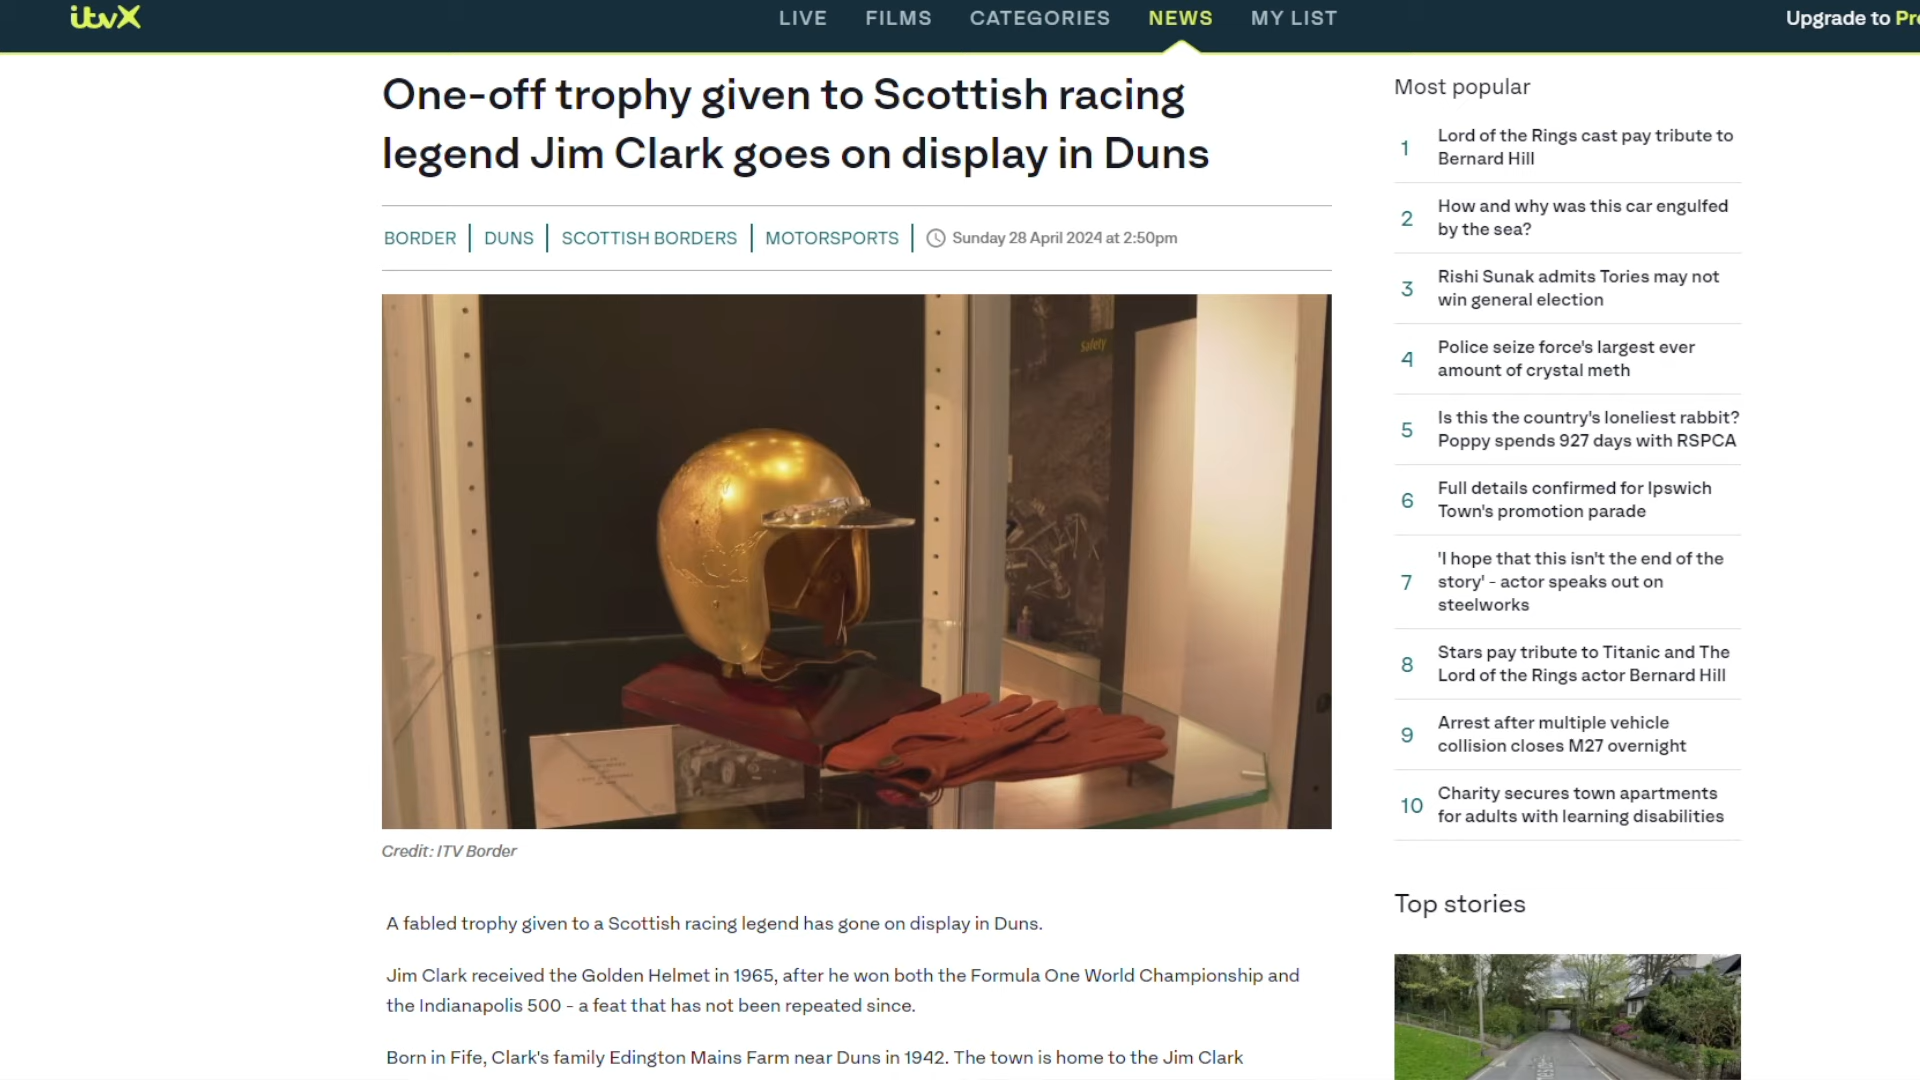 itvX
LIVE
FILMS
CATEGORIES
NEWS
MY LIST
Upgrade to
One-off trophy given to Scottish racing
legend Jim Clark goes on display in Duns
BORDER
DUNS
SCOTTISH BORDERS
MOTORSPORTS
Sunday 28 April 2024 at 2:50pm
Safety
Credit: ITV Border
A fabled trophy given to a Scottish racing legend has gone on display in Duns.
Jim Clark received the Golden Helmet in 1965, after he won both the Formula One World Championship and
the Indianapolis 500 - a feat that has not been repeated since.
Born in Fife, Clark's family Edington Mains Farm near Duns in 1942. The town is home to the Jim Clark
Most popular
1
Lord of the Rings cast pay tribute to
Bernard Hill
2
How and why was this car engulfed
by the sea?
3
Rishi Sunak admits Tories may not
win general election
4
Police seize force's largest ever
amount of crystal meth
5
Is this the country's loneliest rabbit?
Poppy spends 927 days with RSPCA
6
Full details confirmed for Ipswich
Town's promotion parade
7
'I hope that this isn't the end of the
story' - actor speaks out on
steelworks
8
Stars pay tribute to Titanic and The
Lord of the Rings actor Bernard Hill
9
Arrest after multiple vehicle
collision closes M27 overnight
10
Charity secures town apartments
for adults with learning disabilities
Top stories